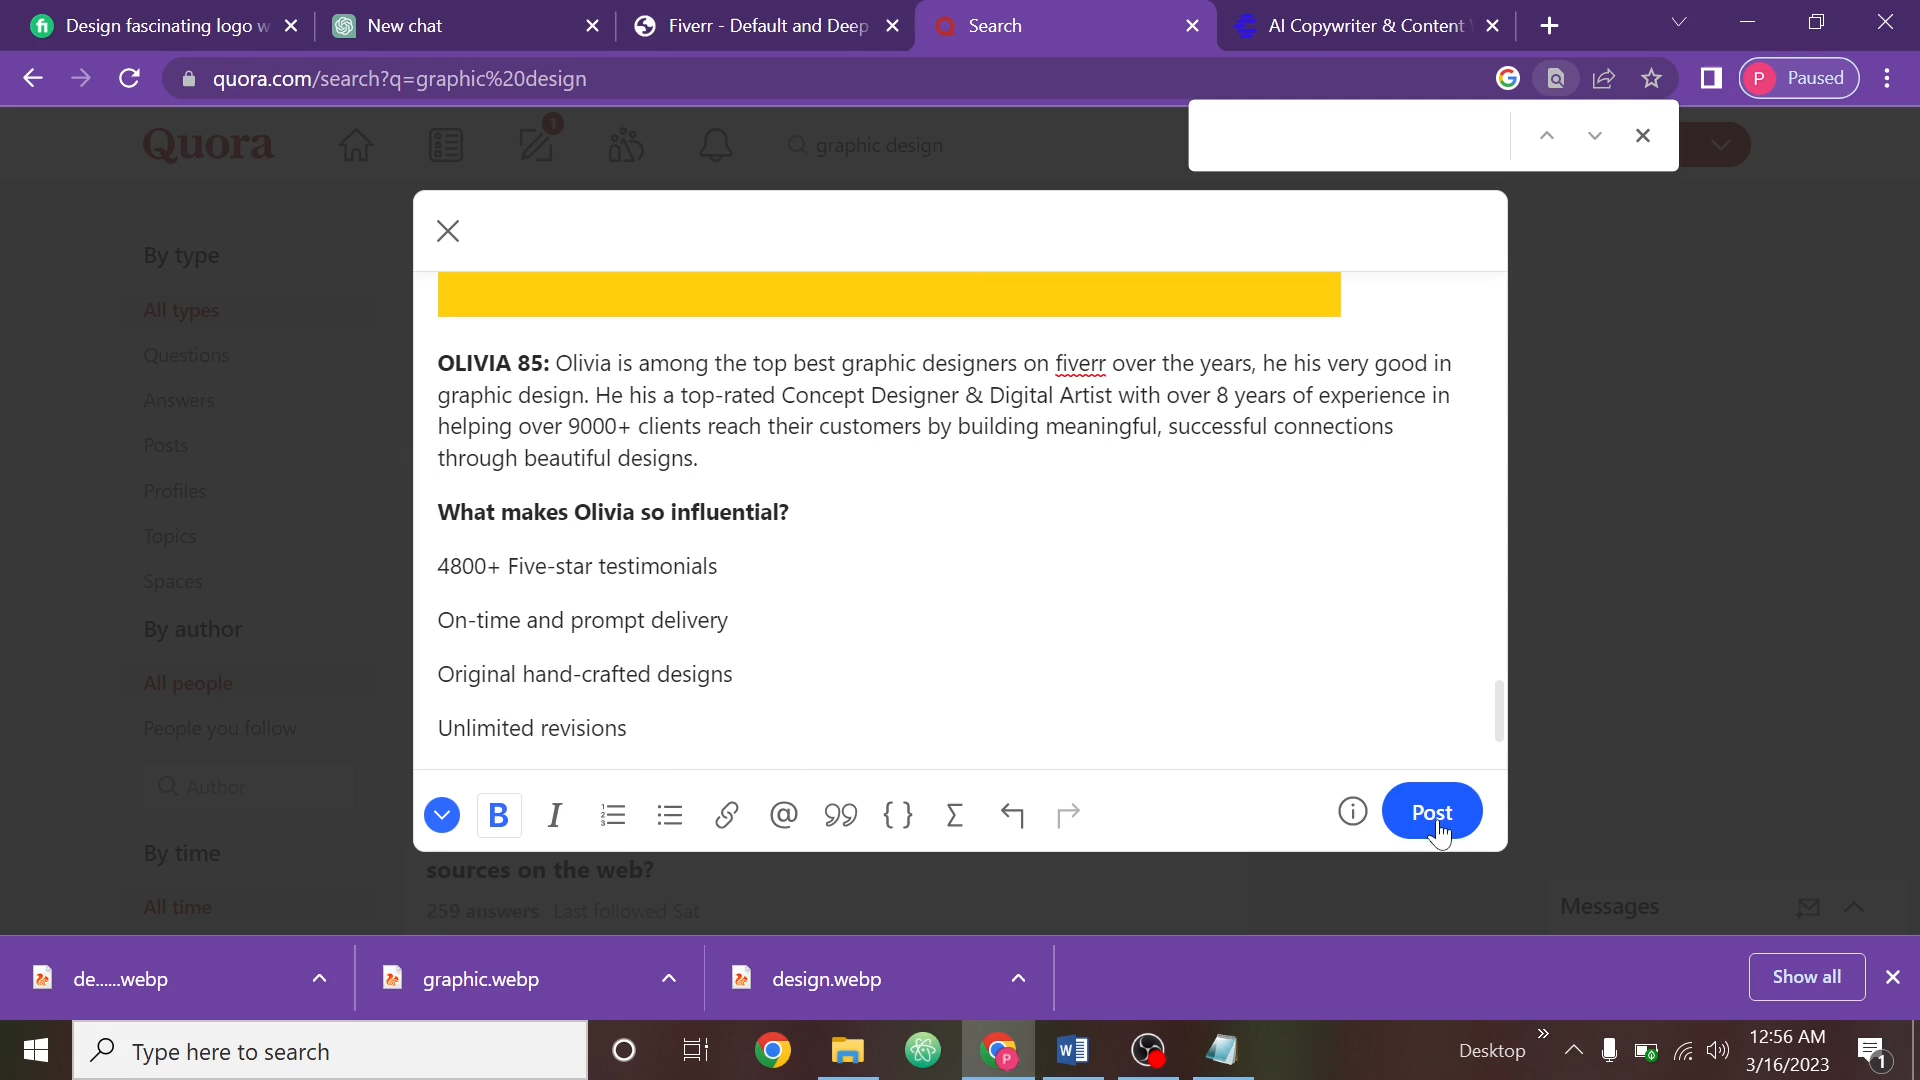 Design fascinating logo w
New chat
Fiverr - Default and Deep
Search
AI Copywriter & Content
quora.com/search?q=graphic%20design
P Paused
Quora
1
graphic design
By type
All types
Questions
Answers
Posts
Profiles
Topics
Spaces
By author
All people
People you follow
Author
By time
All time
OLIVIA 85: Olivia is among the top best graphic designers on fiverr over the years, he his very good in
graphic design. He his a top-rated Concept Designer & Digital Artist with over 8 years of experience in
helping over 9000+ clients reach their customers by building meaningful, successful connections
through beautiful designs.
What makes Olivia so influential?
4800+ Five-star testimonials
On-time and prompt delivery
Original hand-crafted designs
Unlimited revisions
Post
sources on the web?
259 answers Last followed Sat
Messages
de......webp
graphic.webp
design.webp
Show all
Type here to search
Desktop
12:56 AM
3/16/2023
1